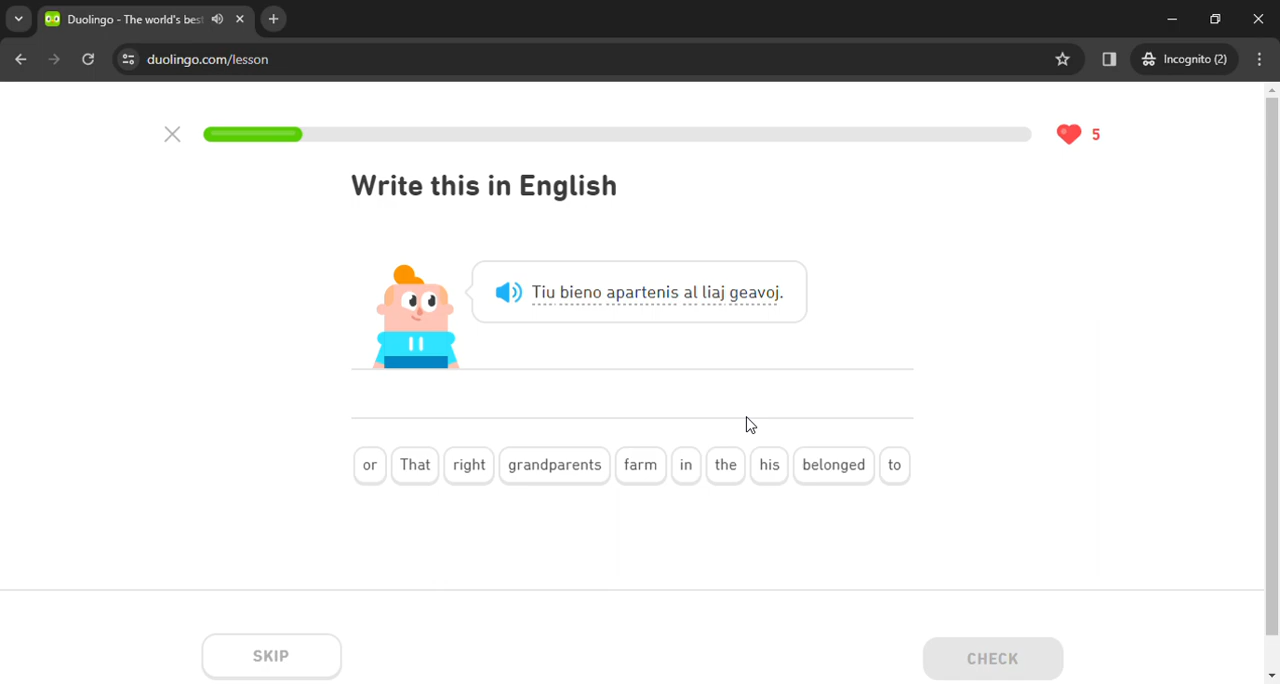 Duolingo - The world's bes
duolingo.com/lesson
Incognito (2)
5
Write this in English
Tiu bieno apartenis al liaj geavoj.
or That right grandparents farm in the his belonged to
SKIP
CHECK